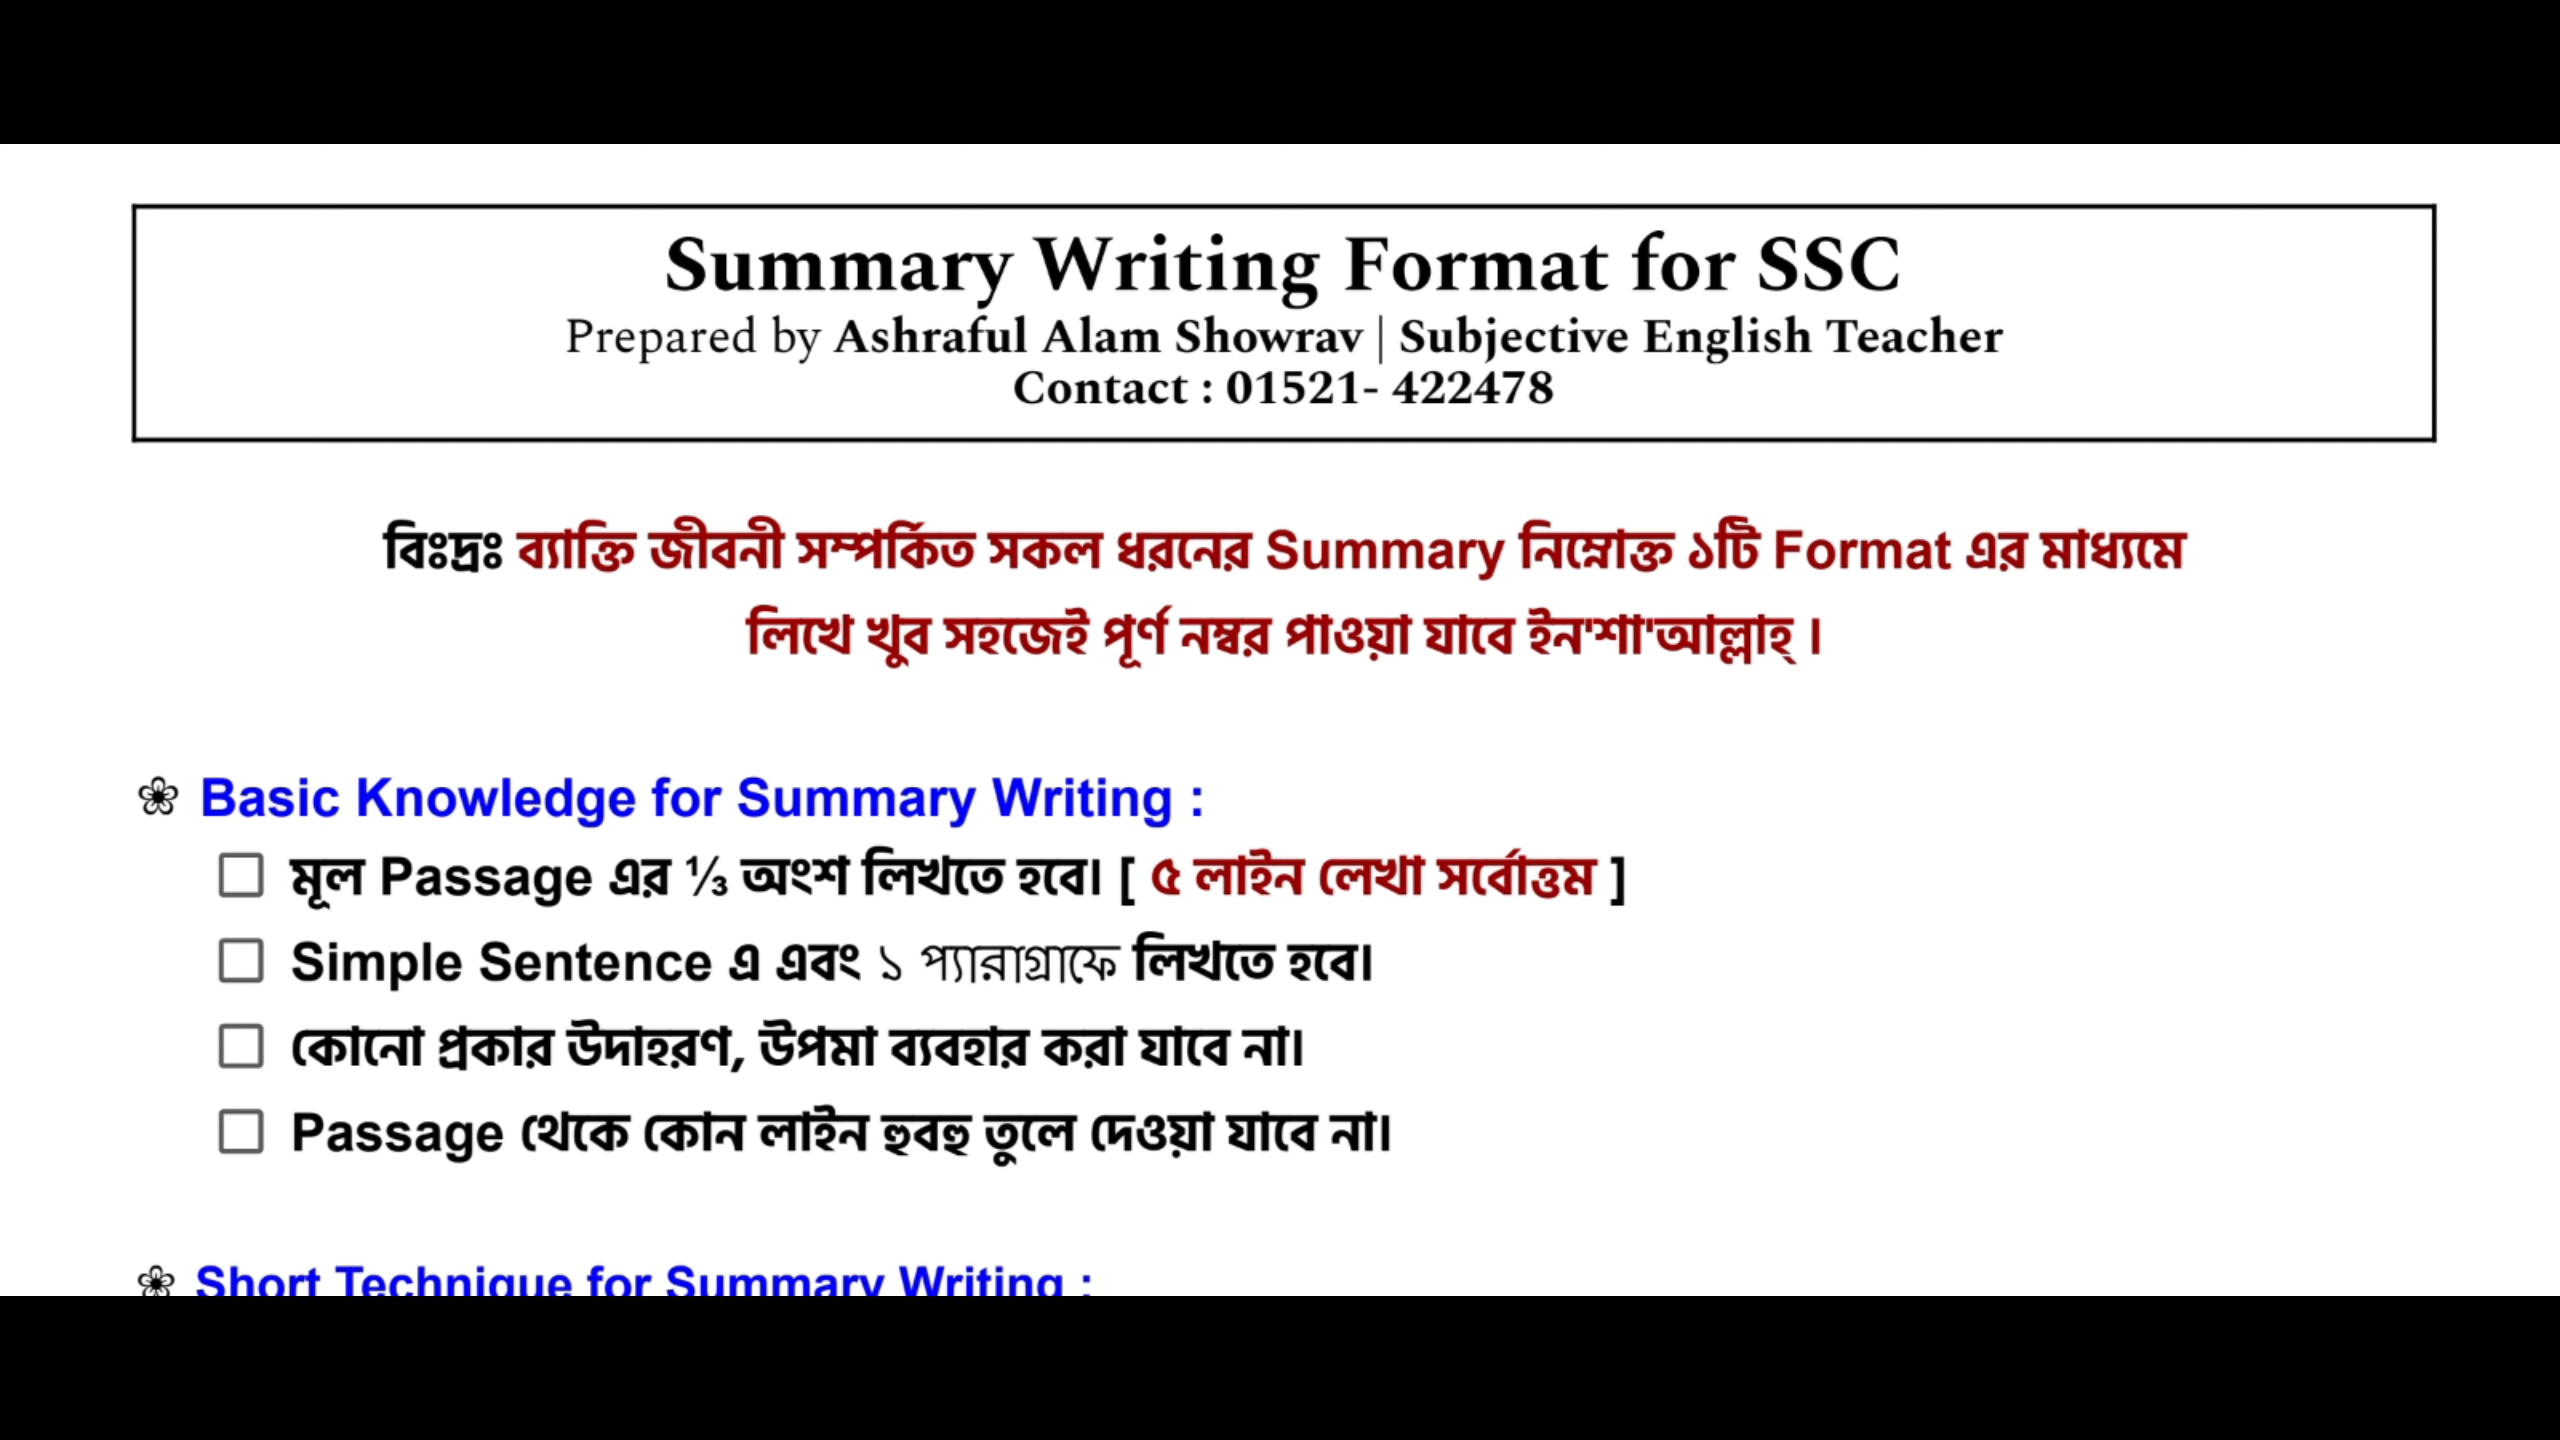 Summary Writing Format for SSC
Prepared by Ashraful Alam Showrav | Subjective English Teacher
Contact : 01521- 422478
বিঃদ্রঃ ব্যাক্তি জীবনী সম্পর্কিত সকল ধরনের Summary নিম্নোক্ত ১টি Format এর মাধ্যমে
লিখে খুব সহজেই পূর্ণ নম্বর পাওয়া যাবে ইন'শা'আল্লাহ্ ।
❀ Basic Knowledge for Summary Writing :
☐ মূল Passage এর ⅓ অংশ লিখতে হবে। [ ৫ লাইন লেখা সর্বোত্তম ]
☐ Simple Sentence এ এবং ১ প্যারাগ্রাফে লিখতে হবে।
☐ কোনো প্রকার উদাহরণ, উপমা ব্যবহার করা যাবে না।
☐ Passage থেকে কোন লাইন হুবহু তুলে দেওয়া যাবে না।
❀ Short Technique for Summary Writing :